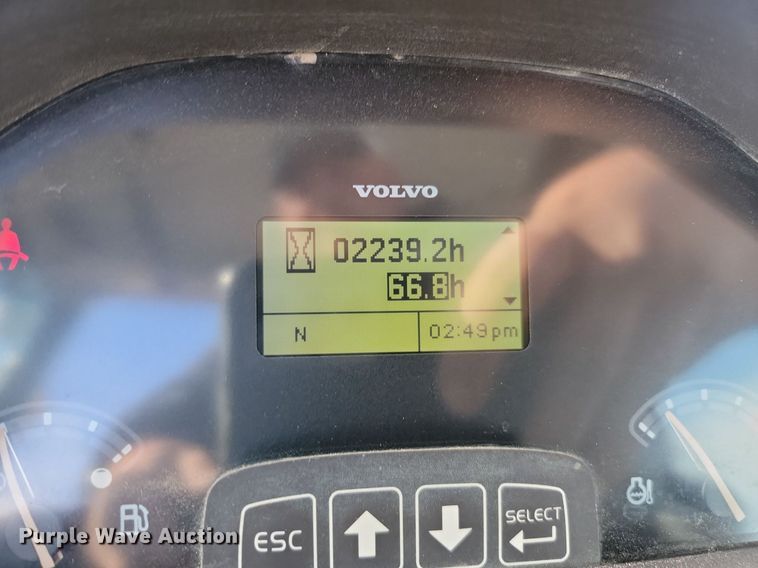 VOLVO
02239.2h
66.8h
N
02:49pm
ESC
SELECT
Purple Wave Auction